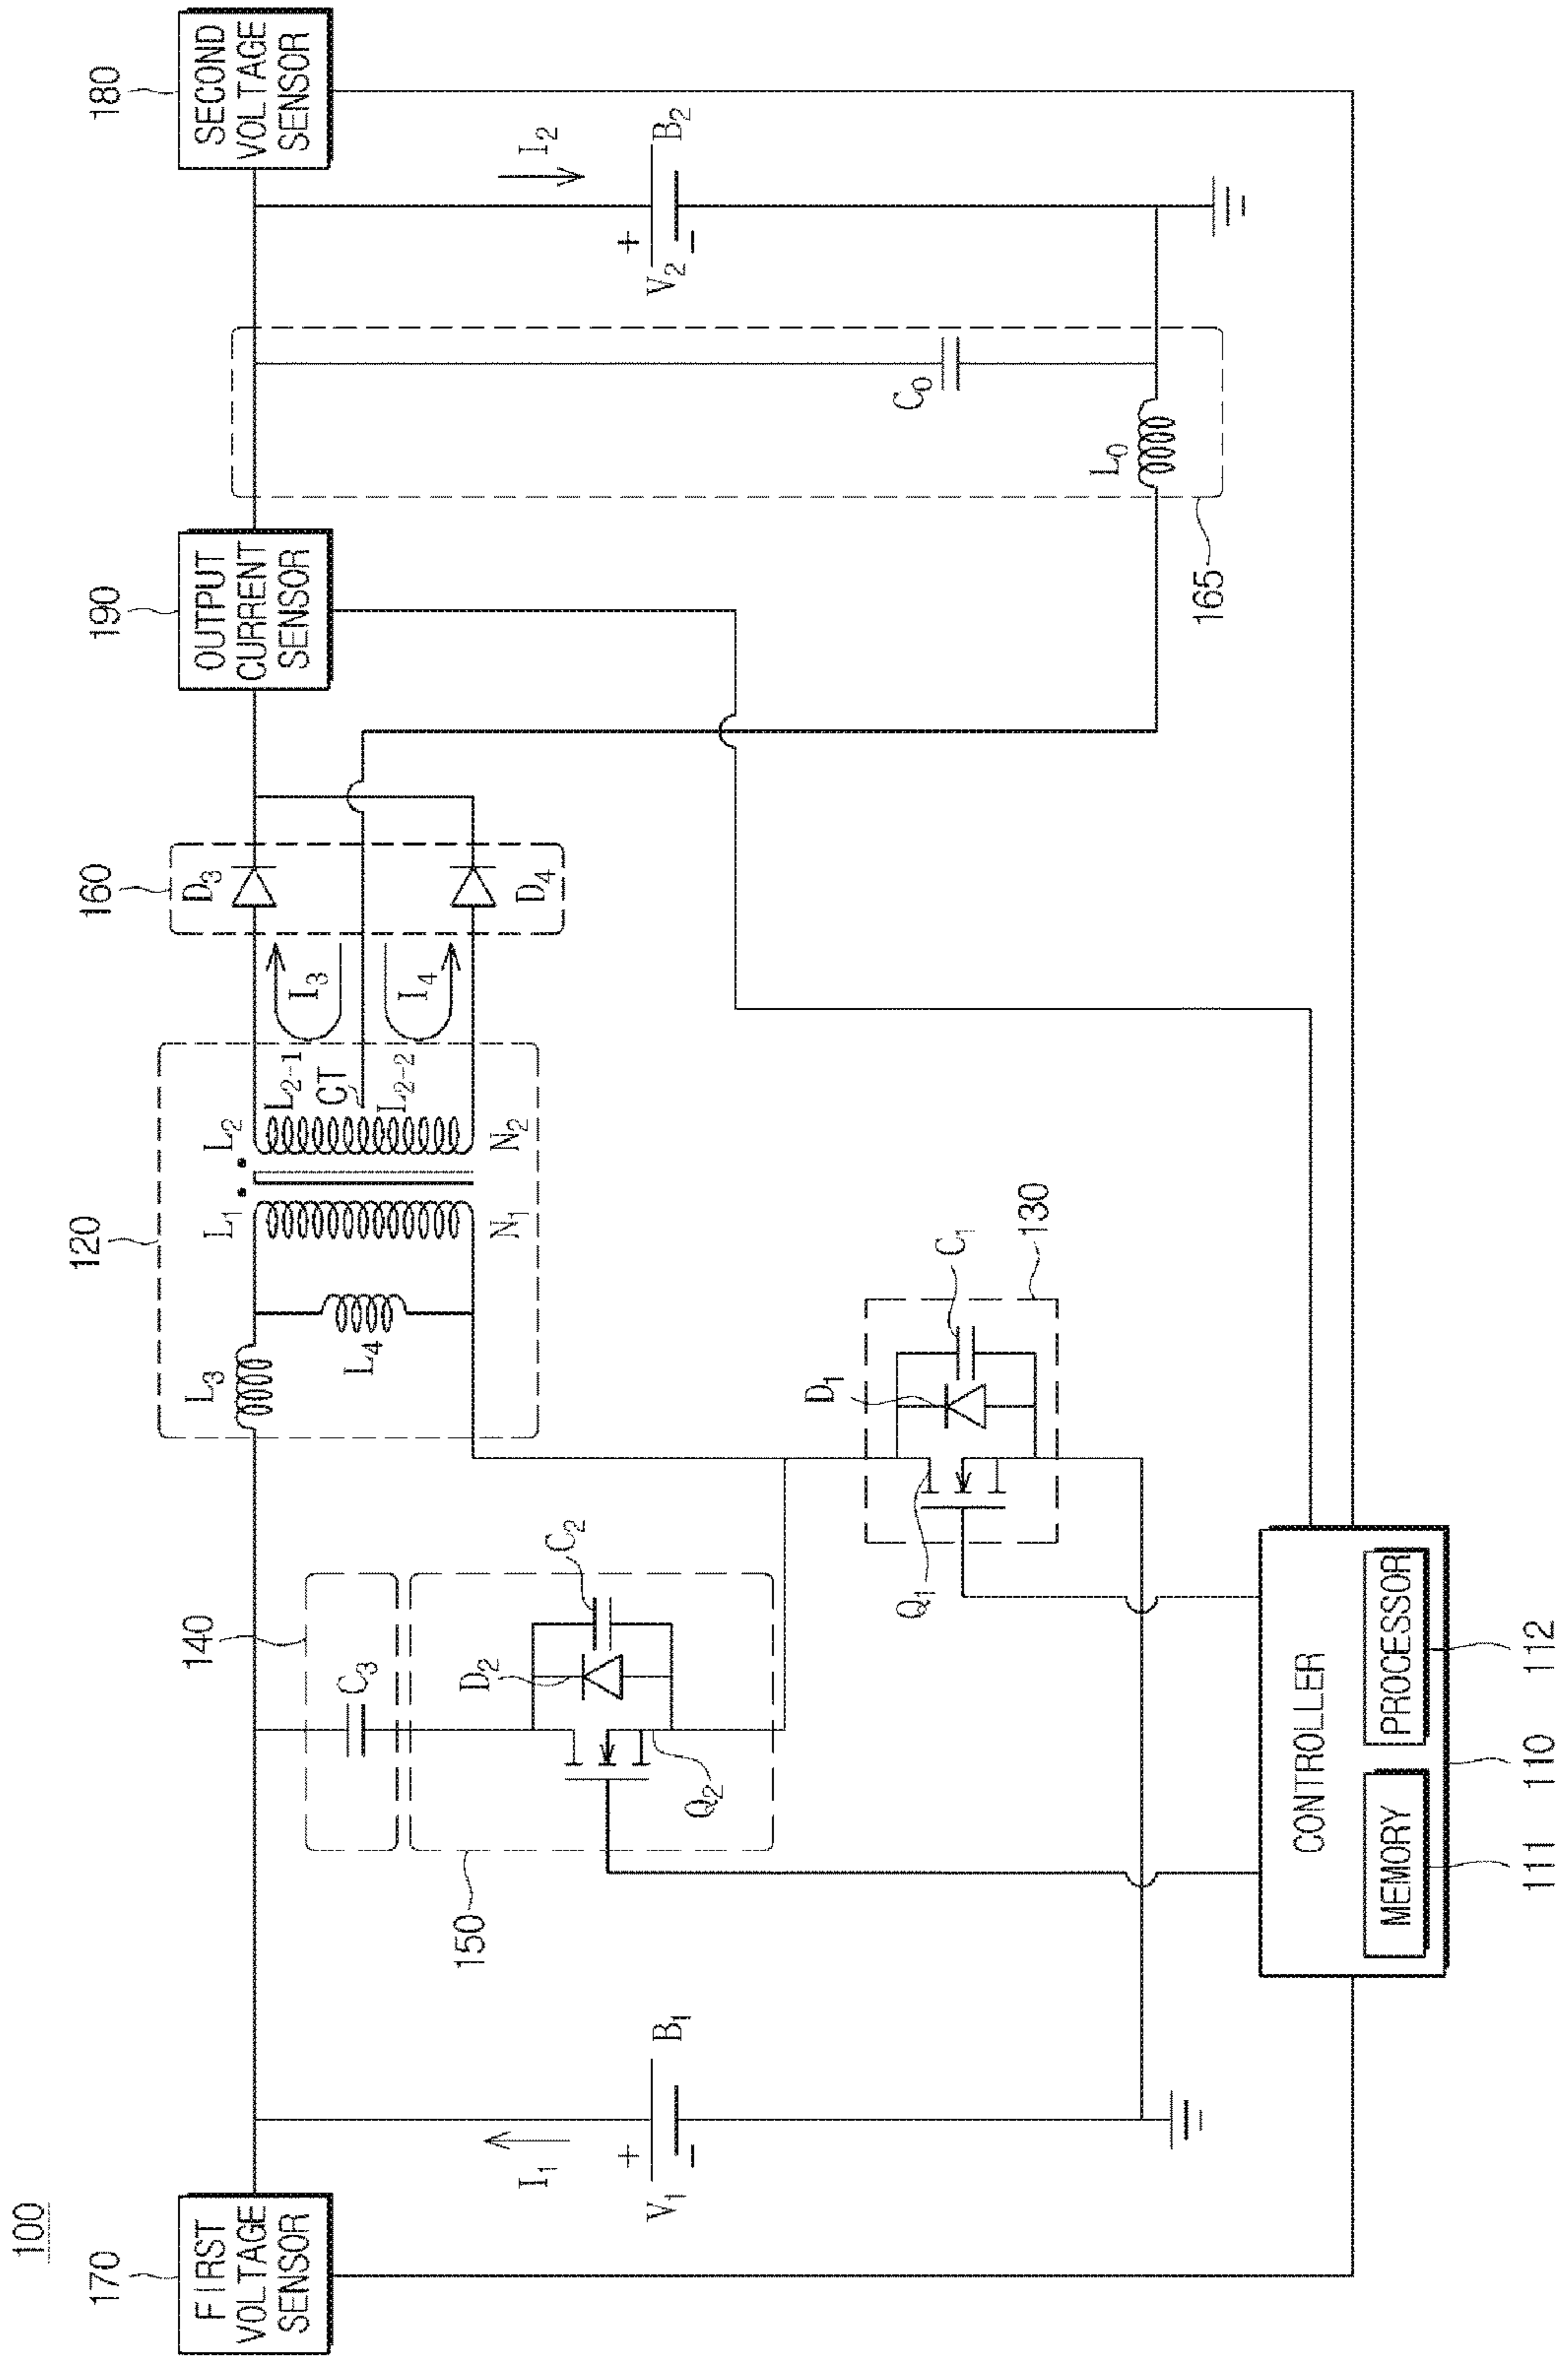 100
170
FIRST
VOLTAGE
SENSOR
I1
V1
+
−
B1
140
C3
150
D2
C2
Q2
120
L3
L4
L1
L2
N1
N2
L2-1
CT
L2-2
I3
I4
160
D3
D4
190
OUTPUT
CURRENT
SENSOR
180
SECOND
VOLTAGE
SENSOR
I2
V2
+
−
B2
C0
L0
165
130
D1
C1
Q1
CONTROLLER
MEMORY
PROCESSOR
111
110
112